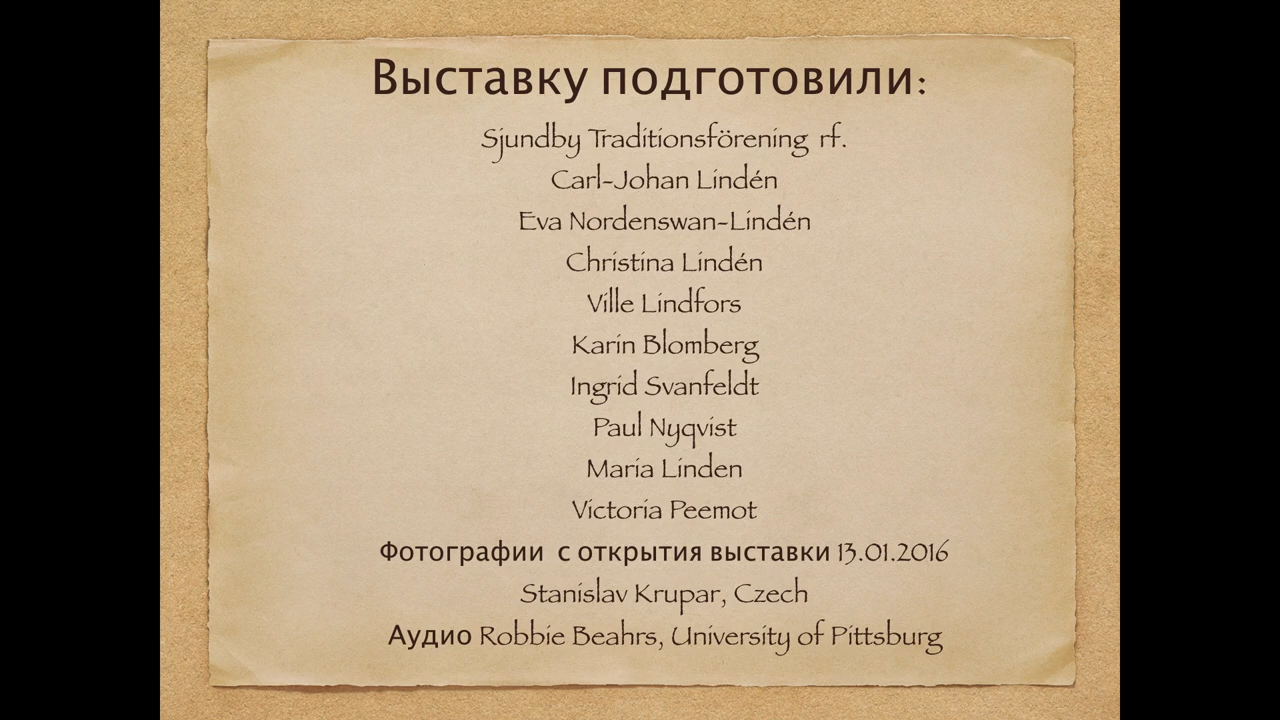 Выставку подготовили:
Sjundby Traditionsförening rf.
Carl-Johan Lindén
Eva Nordenswan-Lindén
Christina Lindén
Ville Lindfors
Karin Blomberg
Ingrid Svanfeldt
Paul Nyqvist
Maria Linden
Victoria Peemot
Фотографии с открытия выставки 13.01.2016
Stanislav Krupar, Czech
Аудио Robbie Beahrs, University of Pittsburg